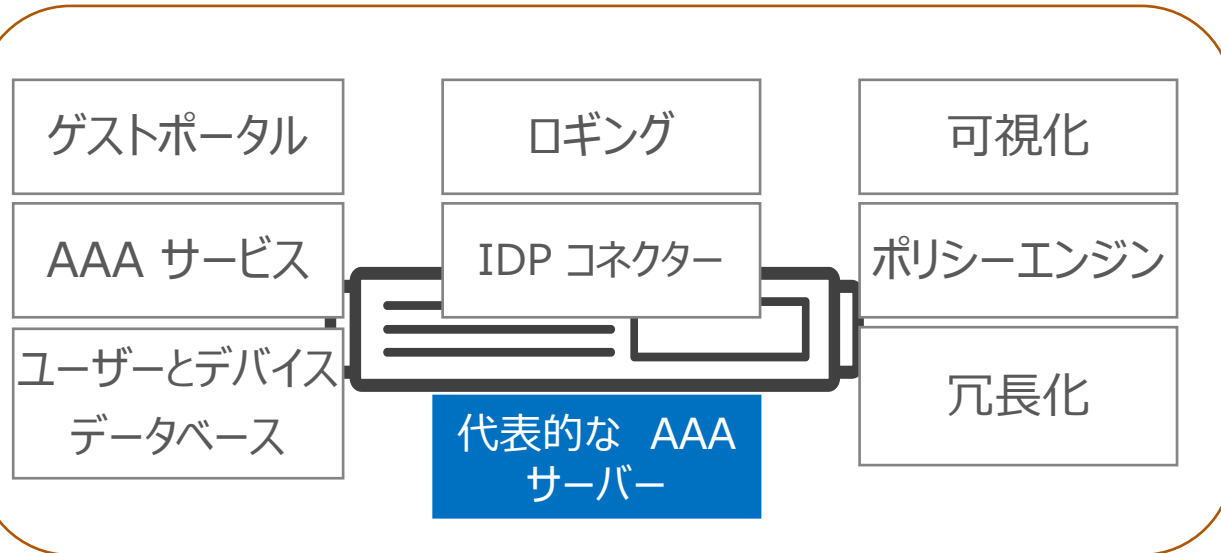 ゲストポータル
ロギング
可視化
AAA サービス
IDP コネクター
ポリシーエンジン
ユーザーとデバイス
データベース
冗長化
代表的な AAA
サーバー